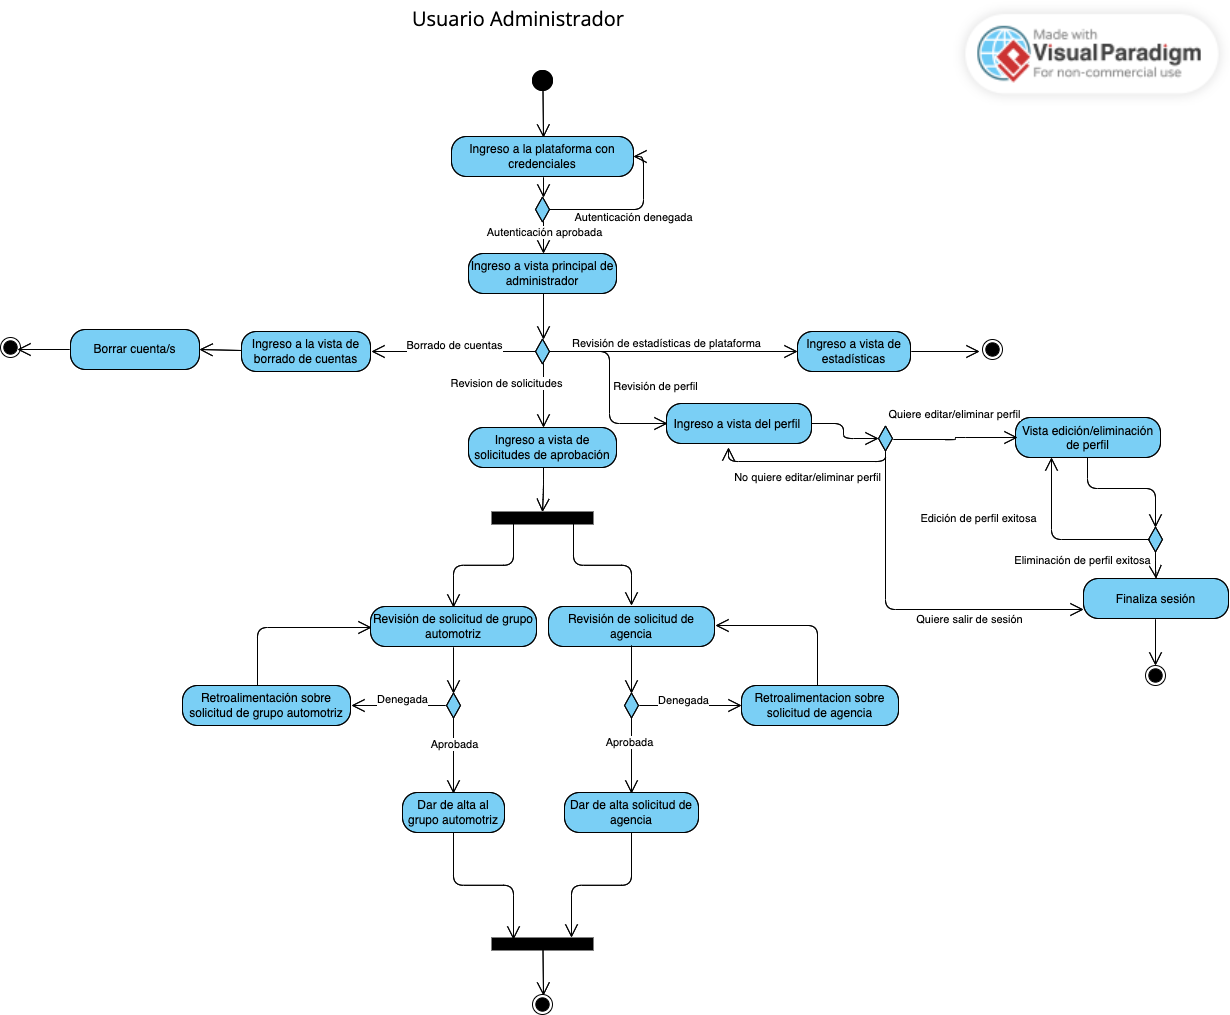 Usuario Administrador
Made with
Visual Paradigm
For non-commercial use
Ingreso a la plataforma con
credenciales
Autenticación denegada
Autenticación aprobada
Ingreso a vista principal de
administrador
Borrar cuenta/s
Ingreso a la vista de
borrado de cuentas
Borrado de cuentas
Revisión de estadísticas de plataforma
Ingreso a vista de
estadísticas
Revision de solicitudes
Revisión de perfil
Ingreso a vista del perfil
Quiere editar/eliminar perfil
Vista edición/eliminación
de perfil
Ingreso a vista de
solicitudes de aprobación
No quiere editar/eliminar perfil
Edición de perfil exitosa
Eliminación de perfil exitosa
Finaliza sesión
Quiere salir de sesión
Revisión de solicitud de grupo
automotriz
Revisión de solicitud de
agencia
Retroalimentación sobre
solicitud de grupo automotriz
Denegada
Denegada
Retroalimentacion sobre
solicitud de agencia
Aprobada
Aprobada
Dar de alta al
grupo automotriz
Dar de alta solicitud de
agencia